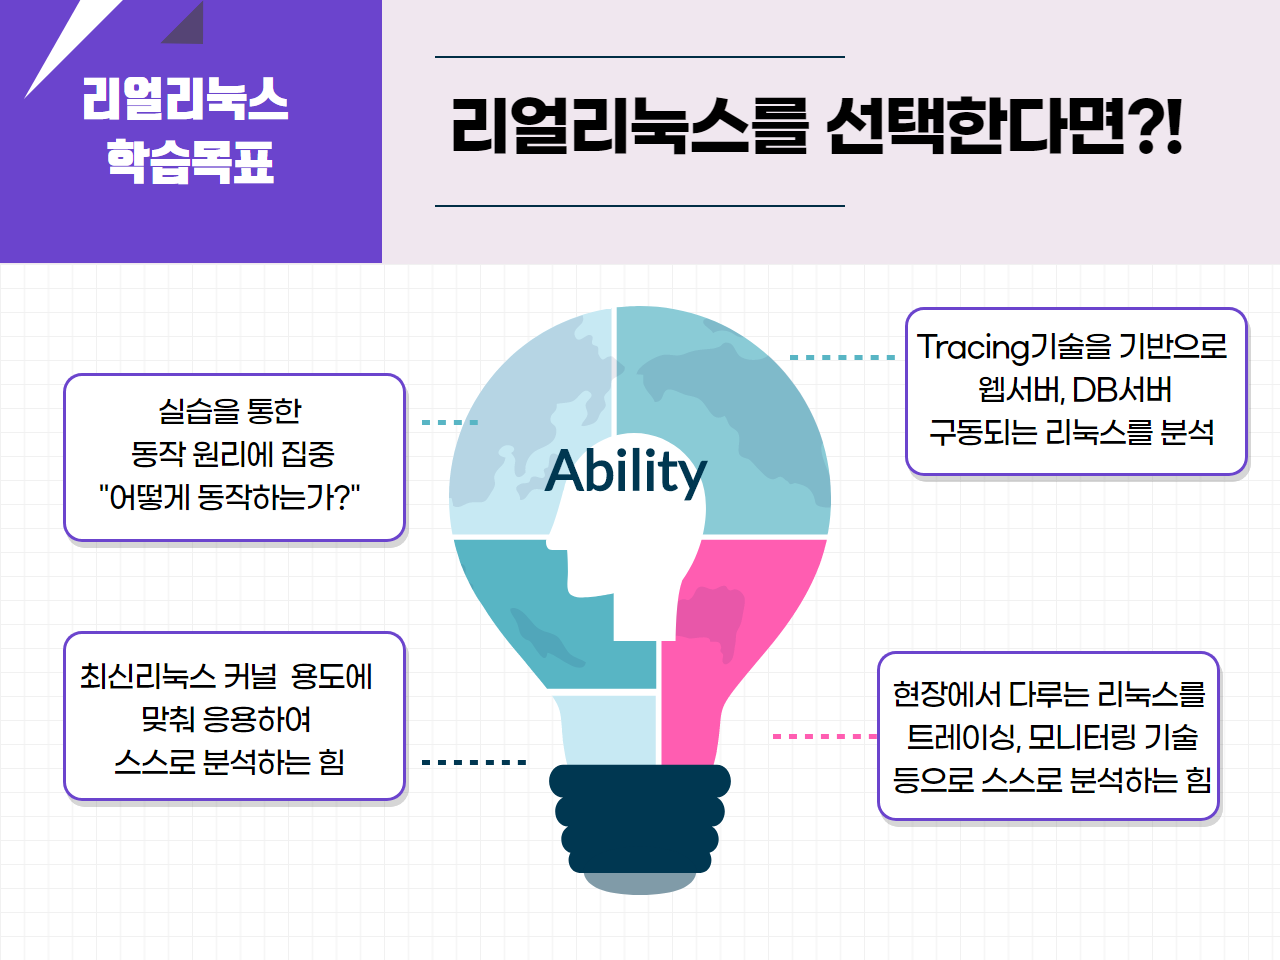 리얼리눅스
학습목표
리얼리눅스를 선택한다면?!
실습을 통한
동작 원리에 집중
"어떻게 동작하는가?"
Tracing기술을 기반으로
웹서버, DB서버
구동되는 리눅스를 분석
Ability
최신리눅스 커널 용도에
맞춰 응용하여
스스로 분석하는 힘
현장에서 다루는 리눅스를
트레이싱, 모니터링 기술
등으로 스스로 분석하는 힘